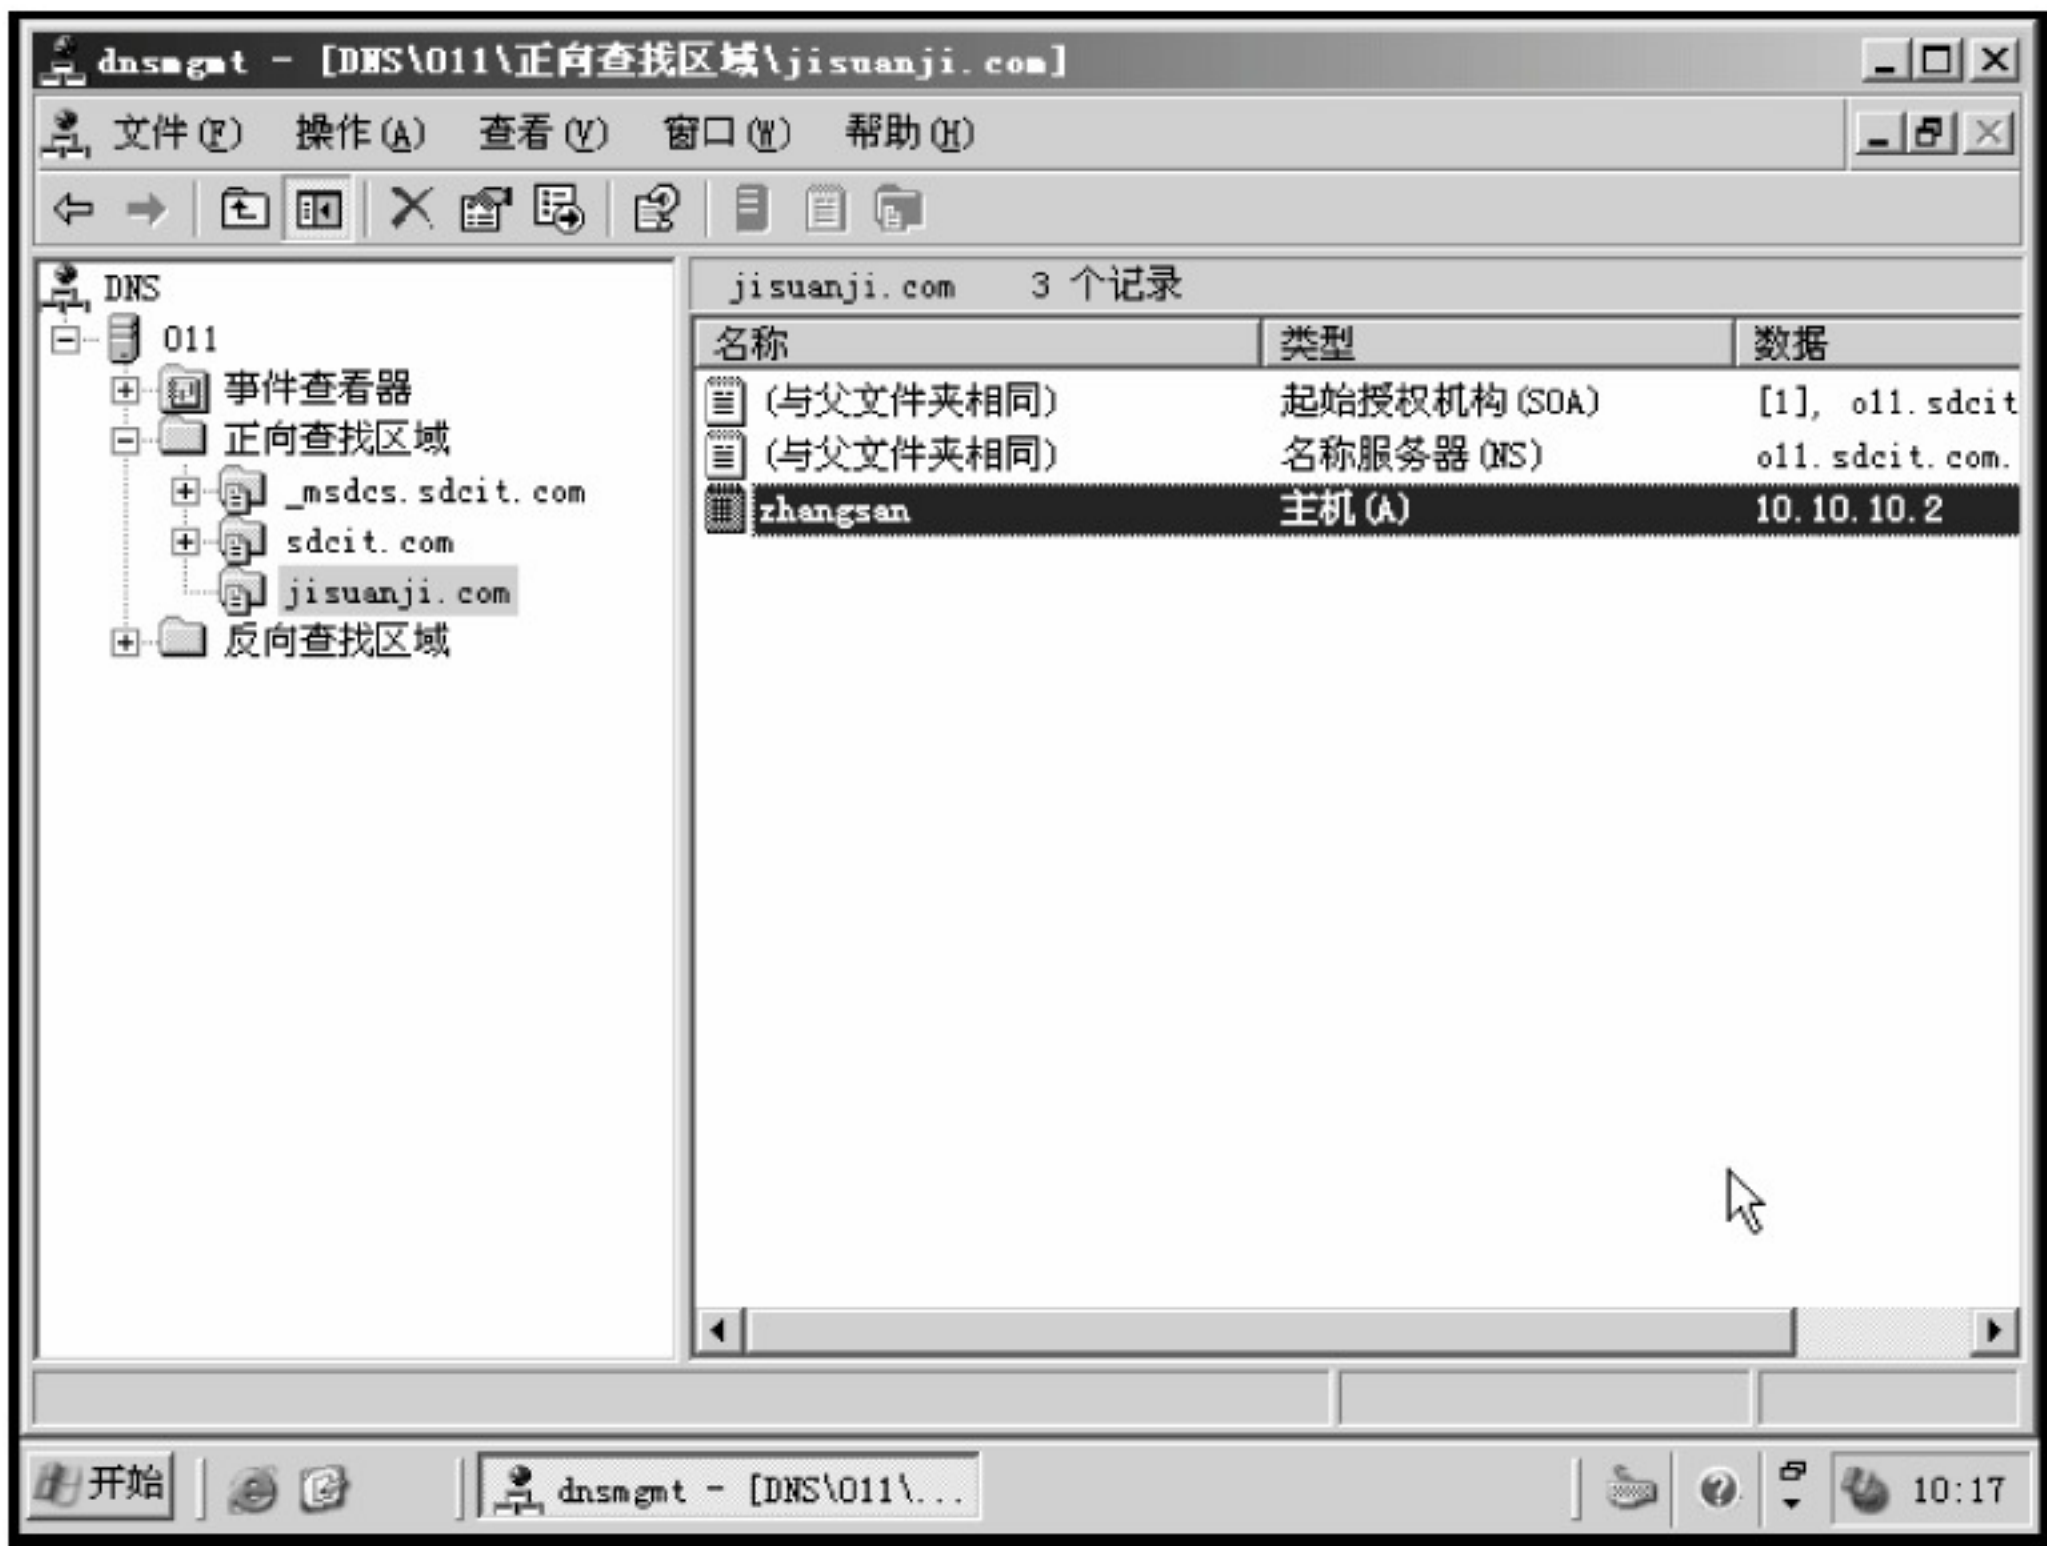 dnsmgmt - [DNS\O11\正向查找区域\jisuanji.com]
文件(F) 操作(A) 查看(V) 窗口(W) 帮助(H)
DNS
O11
事件查看器
正向查找区域
_msdcs.sdcit.com
sdcit.com
jisuanji.com
反向查找区域
jisuanji.com 3 个记录
名称 类型 数据
(与父文件夹相同) 起始授权机构(SOA) [1], o11.sdcit
(与父文件夹相同) 名称服务器(NS) o11.sdcit.com.
zhangsan 主机(A) 10.10.10.2
开始 dnsmgmt - [DNS\O11\... 10:17